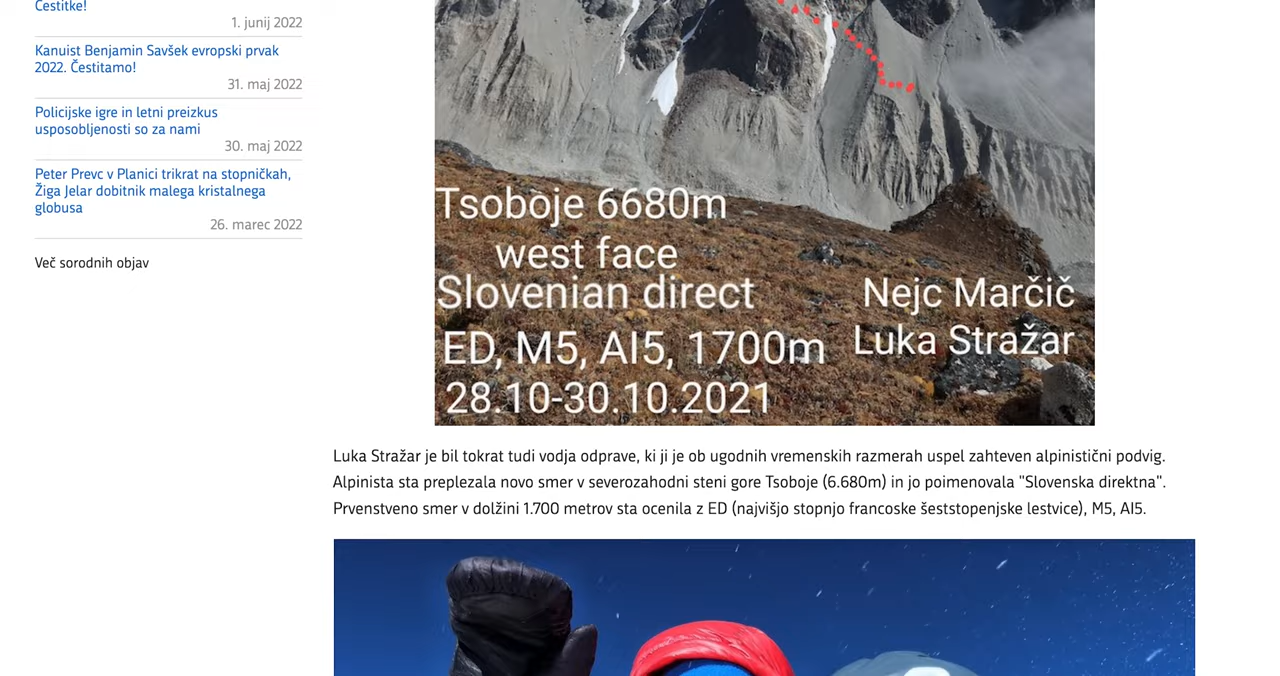 Čestitke!
1. junij 2022
Kanuist Benjamin Savšek evropski prvak
2022. Čestitamo!
31. maj 2022
Policijske igre in letni preizkus
usposobljenosti so za nami
30. maj 2022
Peter Prevc v Planici trikrat na stopničkah,
Žiga Jelar dobitnik malega kristalnega
globusa
26. marec 2022
Več sorodnih objav
Tsoboje 6680m
west face
Slovenian direct
ED, M5, AI5, 1700m
28.10-30.10.2021
Nejc Marčič
Luka Stražar
Luka Stražar je bil tokrat tudi vodja odprave, ki ji je ob ugodnih vremenskih razmerah uspel zahteven alpinistični podvig.
Alpinista sta preplezala novo smer v severozahodni steni gore Tsoboje (6.680m) in jo poimenovala "Slovenska direktna".
Prvenstveno smer v dolžini 1.700 metrov sta ocenila z ED (najvišjo stopnjo francoske šeststopenjske lestvice), M5, AI5.